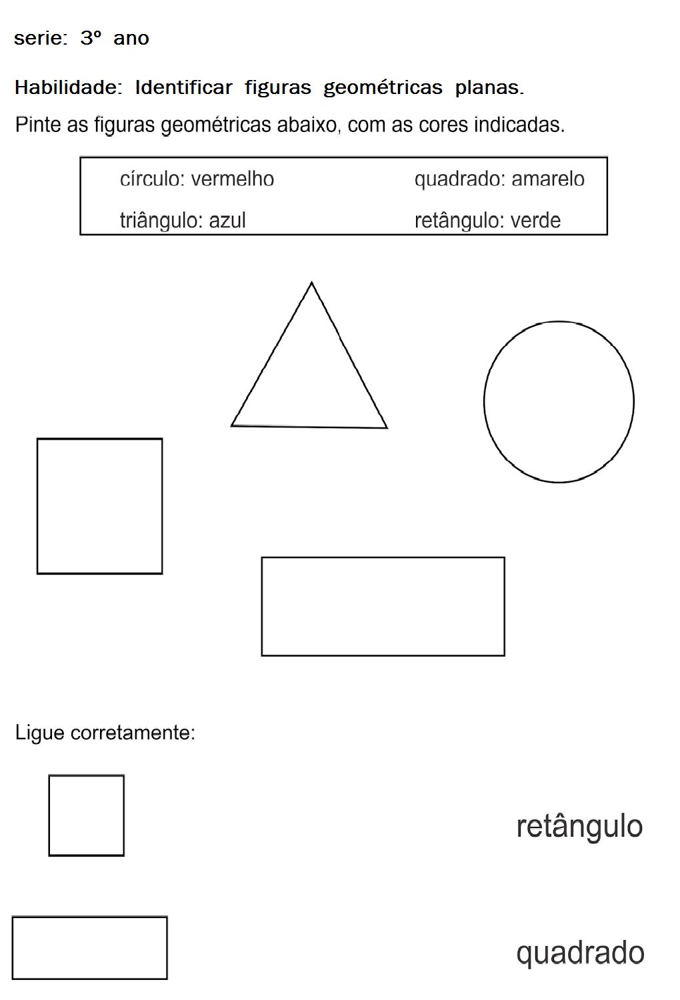 serie: 3º ano
Habilidade: Identificar figuras geométricas planas.
Pinte as figuras geométricas abaixo, com as cores indicadas.
círculo: vermelho quadrado: amarelo
triângulo: azul retângulo: verde
Ligue corretamente:
retângulo
quadrado